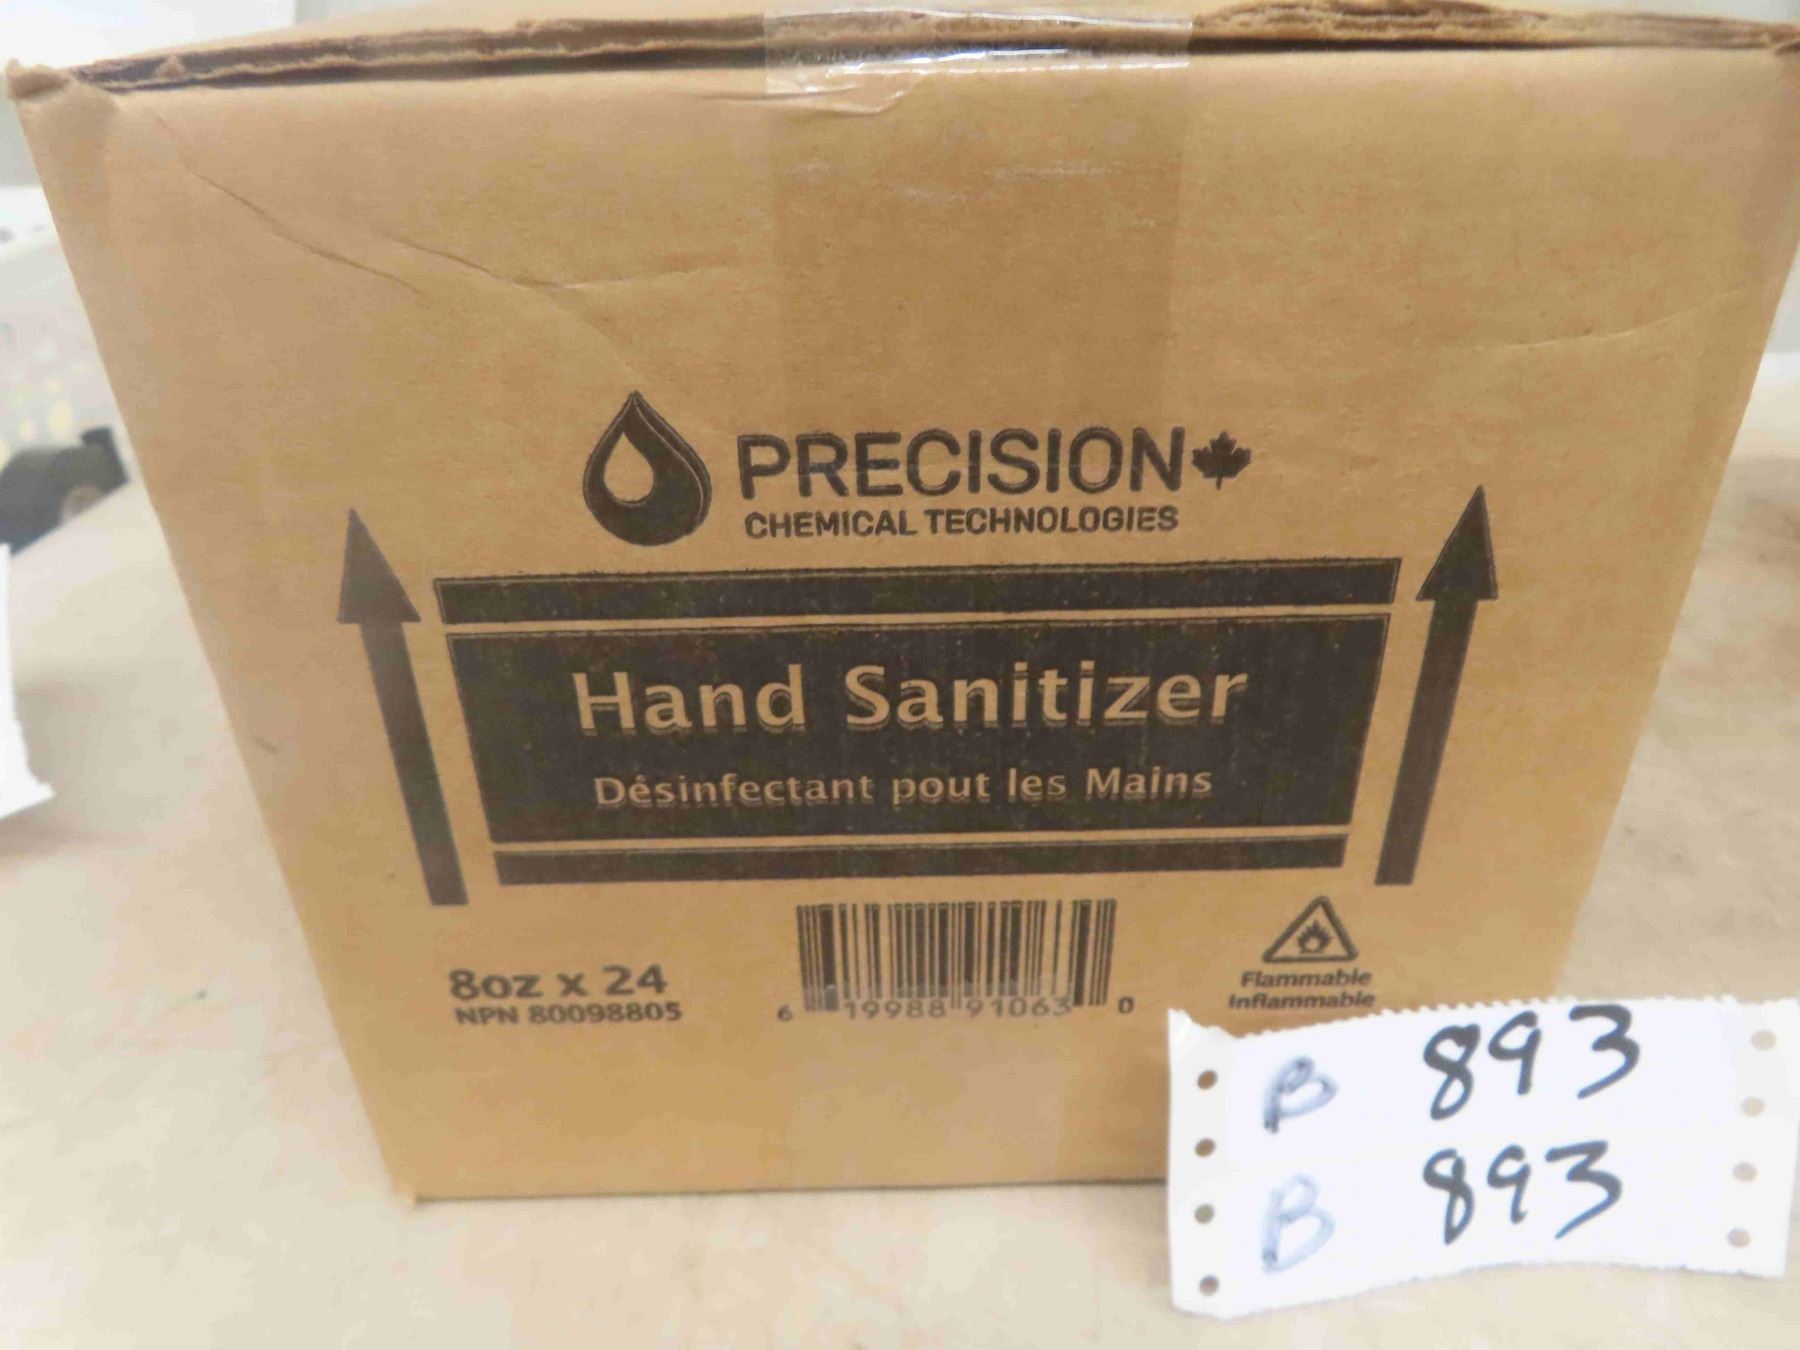 PRECISION
CHEMICAL TECHNOLOGIES
Hand Sanitizer
Désinfectant pout les Mains
8oz x 24
NPN 80098805
6 19988 91063 0
Flammable
Inflammable
B 893
B 893